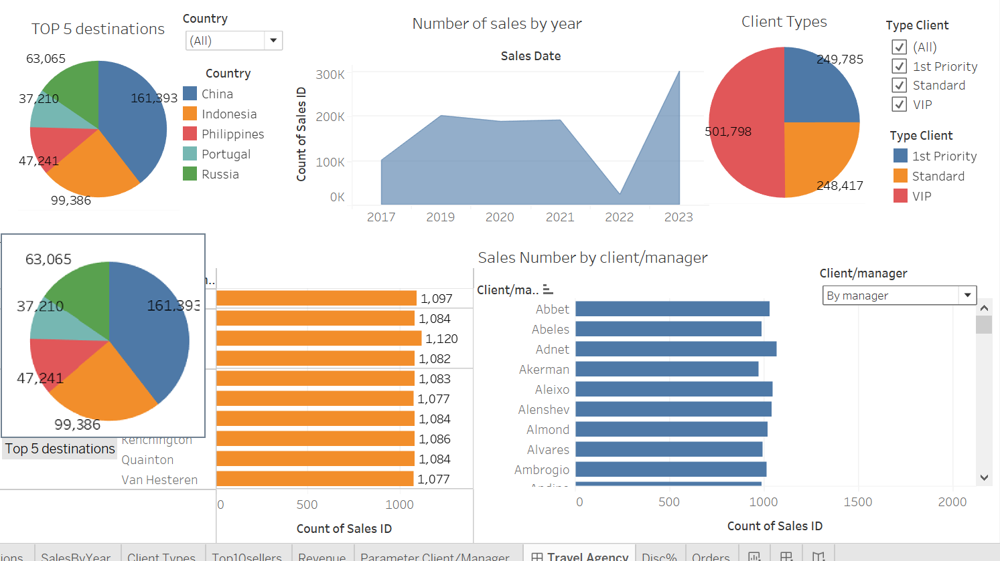 TOP 5 destinations
Country
(All)
Country
China
Indonesia
Philippines
Portugal
Russia
63,065
37,210
161,393
47,241
99,386
Number of sales by year
Sales Date
Count of Sales ID
300K
200K
100K
0K
2017 2019 2020 2021 2022 2023
Client Types
249,785
501,798
248,417
Type Client
(All)
1st Priority
Standard
VIP
Type Client
1st Priority
Standard
VIP
63,065
37,210
161,393
47,241
99,386
Top 5 destinations
Kenchington
Quainton
Van Hesteren
1,097
1,084
1,120
1,082
1,083
1,077
1,084
1,086
1,084
1,077
0 500 1000
Count of Sales ID
Sales Number by client/manager
Client/manager
By manager
Client/ma..
Abbet
Abeles
Adnet
Akerman
Aleixo
Alenshev
Almond
Alvares
Ambrogio
0 500 1000 1500 2000
Count of Sales ID
SalesByYear Client Types Top10sellers Revenue Parameter Client/Manager Travel Agency Disc% Orders